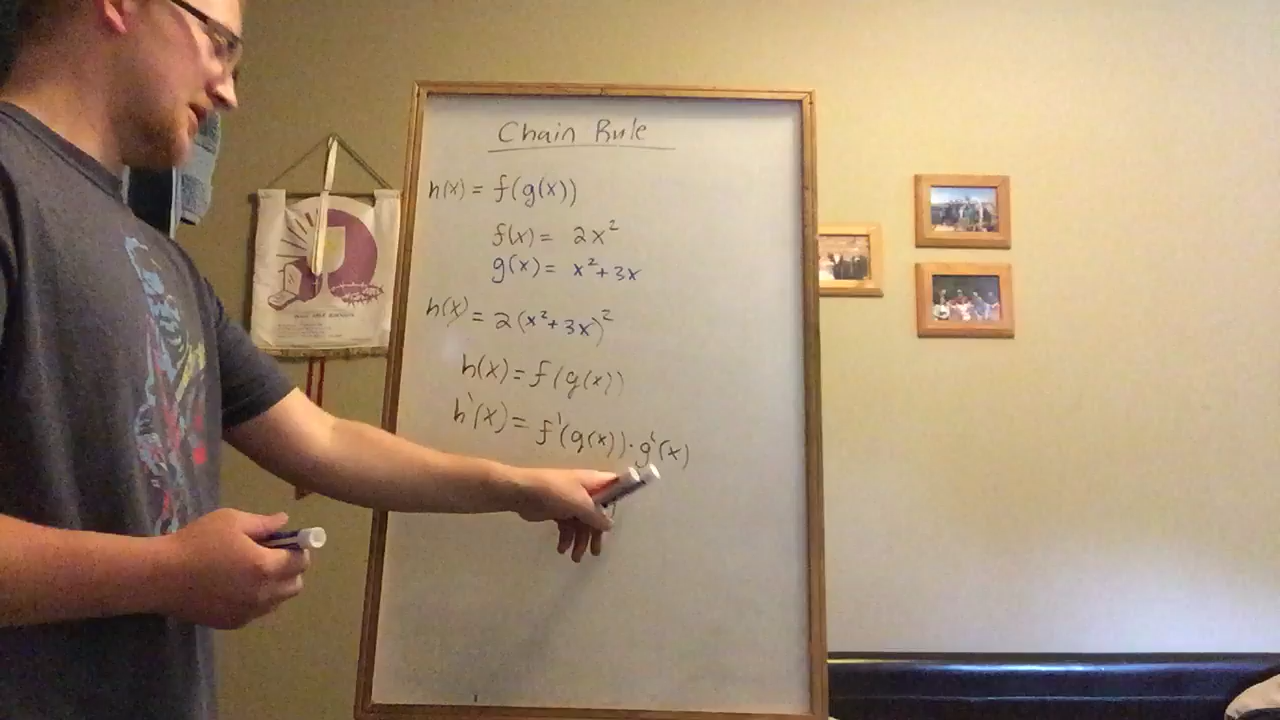 Chain Rule
h(x) = f(g(x))
f(x) = 2x²
g(x) = x²+3x
h(x) = 2(x²+3x)²
h(x) = f(g(x))
h'(x) = f'(g(x))·g'(x)